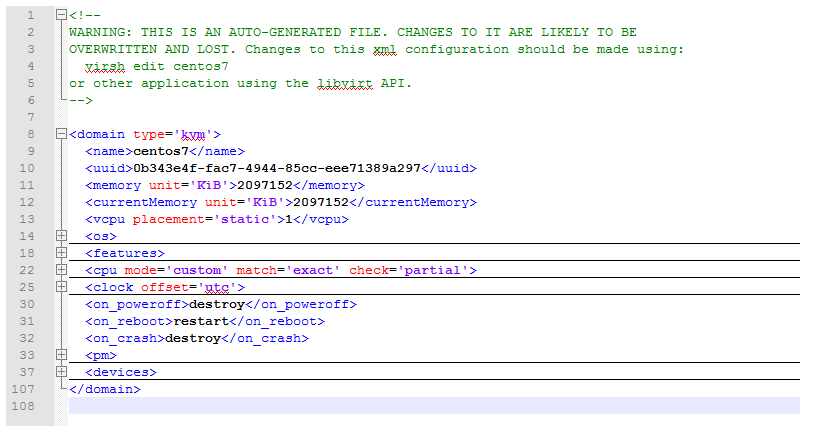 1 <!--
2 WARNING: THIS IS AN AUTO-GENERATED FILE. CHANGES TO IT ARE LIKELY TO BE
3 OVERWRITTEN AND LOST. Changes to this xml configuration should be made using:
4   virsh edit centos7
5 or other application using the libvirt API.
6 -->
7
8 <domain type='kvm'>
9   <name>centos7</name>
10   <uuid>0b343e4f-fac7-4944-85cc-eee71389a297</uuid>
11   <memory unit='KiB'>2097152</memory>
12   <currentMemory unit='KiB'>2097152</currentMemory>
13   <vcpu placement='static'>1</vcpu>
14   <os>
18   <features>
22   <cpu mode='custom' match='exact' check='partial'>
25   <clock offset='utc'>
30   <on_poweroff>destroy</on_poweroff>
31   <on_reboot>restart</on_reboot>
32   <on_crash>destroy</on_crash>
33   <pm>
37   <devices>
107 </domain>
108